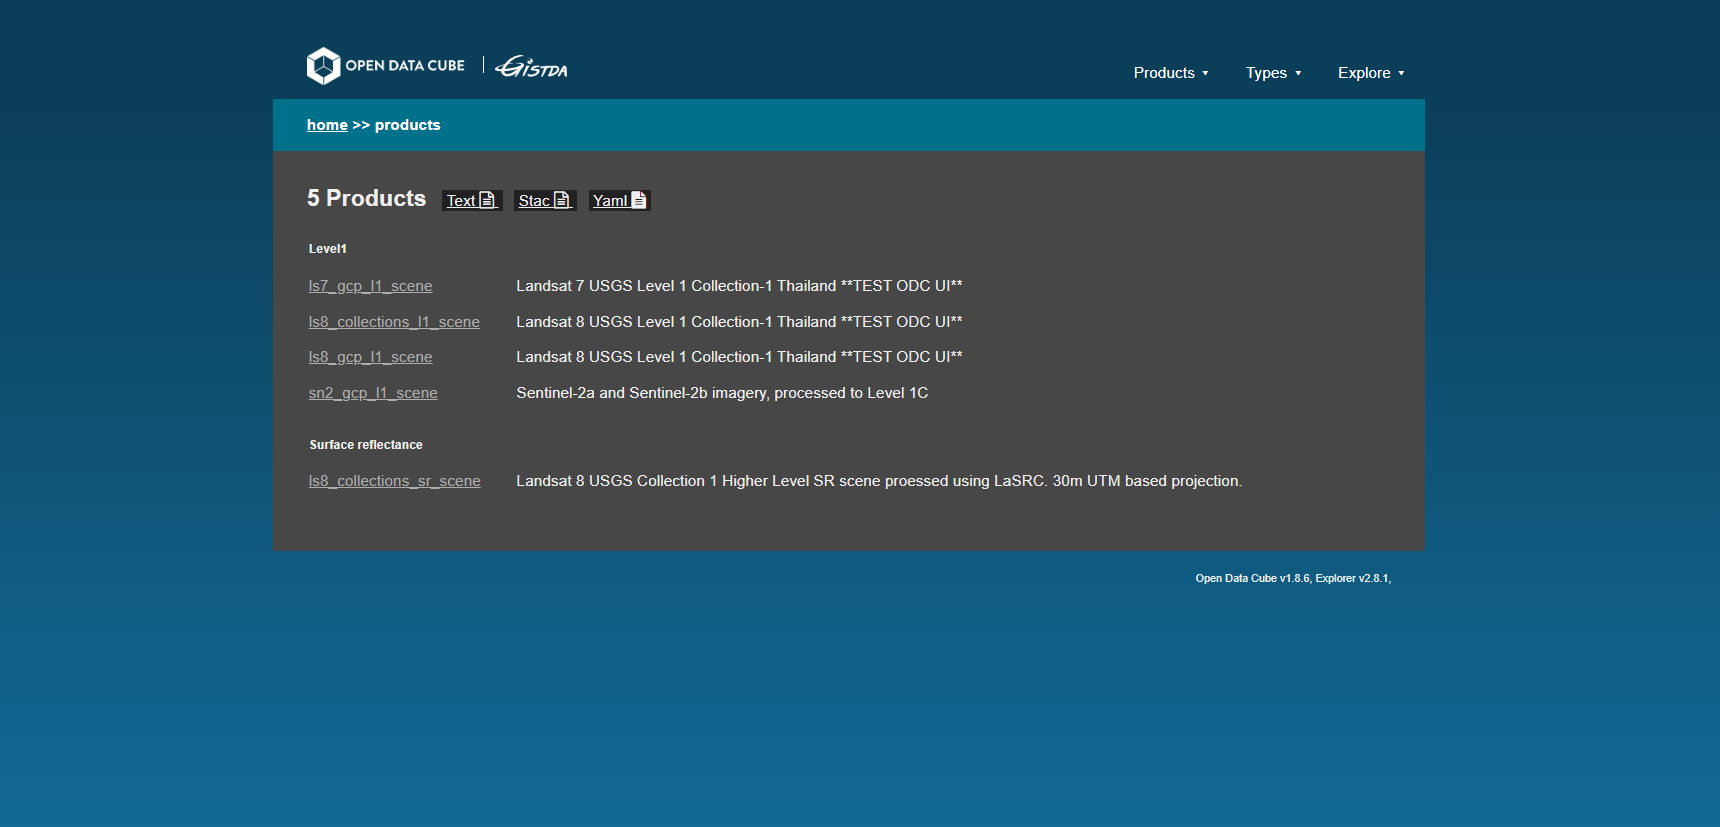 OPEN DATA CUBE | GISTDA
Products Types Explore
home >> products
5 Products Text Stac Yaml
Level1
ls7_gcp_l1_scene Landsat 7 USGS Level 1 Collection-1 Thailand **TEST ODC UI**
ls8_collections_l1_scene Landsat 8 USGS Level 1 Collection-1 Thailand **TEST ODC UI**
ls8_gcp_l1_scene Landsat 8 USGS Level 1 Collection-1 Thailand **TEST ODC UI**
sn2_gcp_l1_scene Sentinel-2a and Sentinel-2b imagery, processed to Level 1C
Surface reflectance
ls8_collections_sr_scene Landsat 8 USGS Collection 1 Higher Level SR scene proessed using LaSRC. 30m UTM based projection.
Open Data Cube v1.8.6, Explorer v2.8.1,